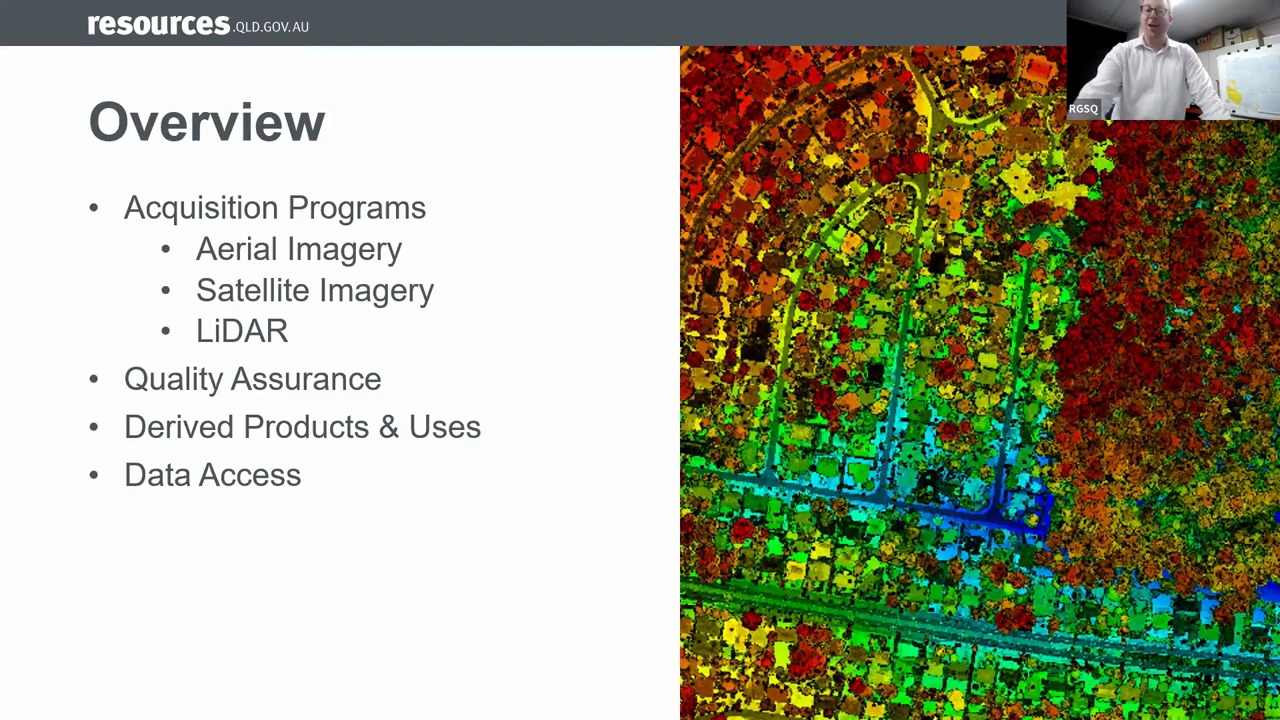 resources.QLD.GOV.AU
RGSQ
Overview
• Acquisition Programs
• Aerial Imagery
• Satellite Imagery
• LiDAR
• Quality Assurance
• Derived Products & Uses
• Data Access